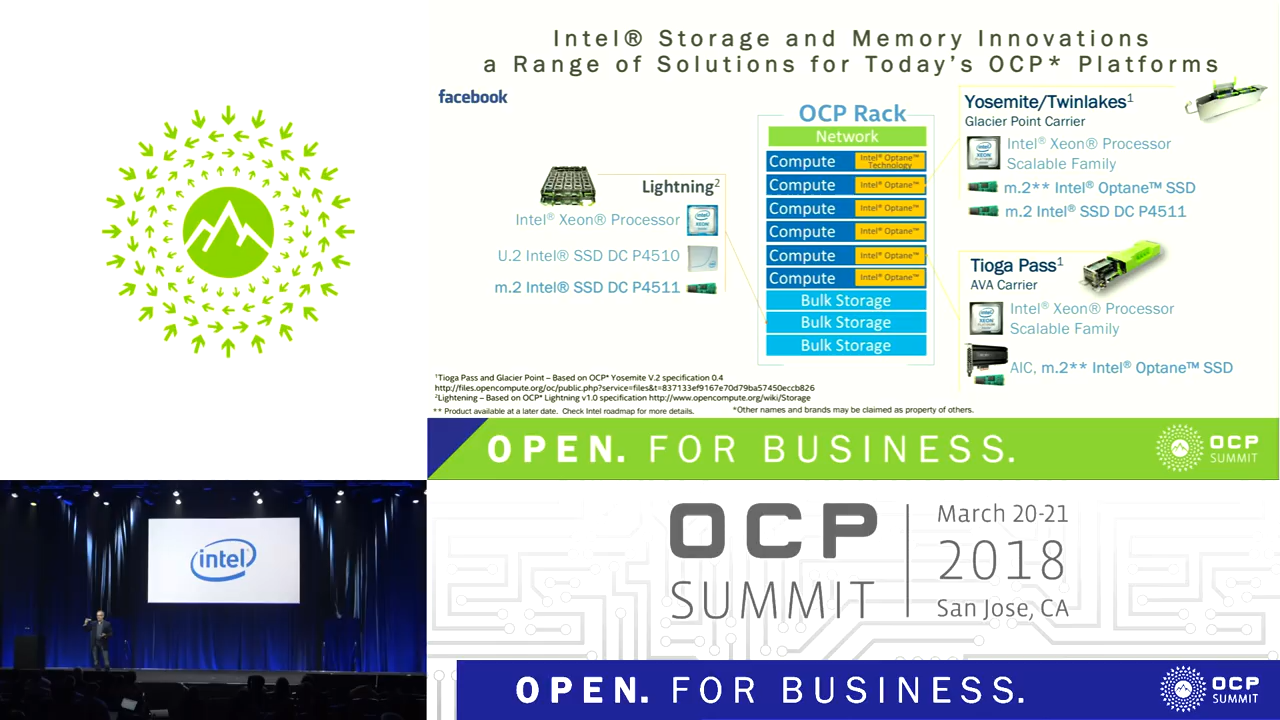 Intel® Storage and Memory Innovations
a Range of Solutions for Today's OCP* Platforms
facebook
OCP Rack
Network
Compute Intel® Optane™ Technology
Compute Intel® Optane™
Compute Intel® Optane™
Compute Intel® Optane™
Compute Intel® Optane™
Compute Intel® Optane™
Bulk Storage
Bulk Storage
Bulk Storage
Lightning²
Intel® Xeon® Processor
U.2 Intel® SSD DC P4510
m.2 Intel® SSD DC P4511
Yosemite/Twinlakes¹
Glacier Point Carrier
Intel® Xeon® Processor
Scalable Family
m.2** Intel® Optane™ SSD
m.2 Intel® SSD DC P4511
Tioga Pass¹
AVA Carrier
Intel® Xeon® Processor
Scalable Family
AIC, m.2** Intel® Optane™ SSD
¹Tioga Pass and Glacier Point – Based on OCP* Yosemite V.2 specification 0.4
http://files.opencompute.org/oc/public.php?service=files&t=837133ef9167e70d79ba57450eccb826
²Lightening – Based on OCP* Lightning v1.0 specification http://www.opencompute.org/wiki/Storage
** Product available at a later date. Check Intel roadmap for more details.
*Other names and brands may be claimed as property of others.
OPEN. FOR BUSINESS.
OCP
SUMMIT
intel
OCP
SUMMIT
March 20-21
2018
San Jose, CA
OPEN. FOR BUSINESS.
OCP
SUMMIT